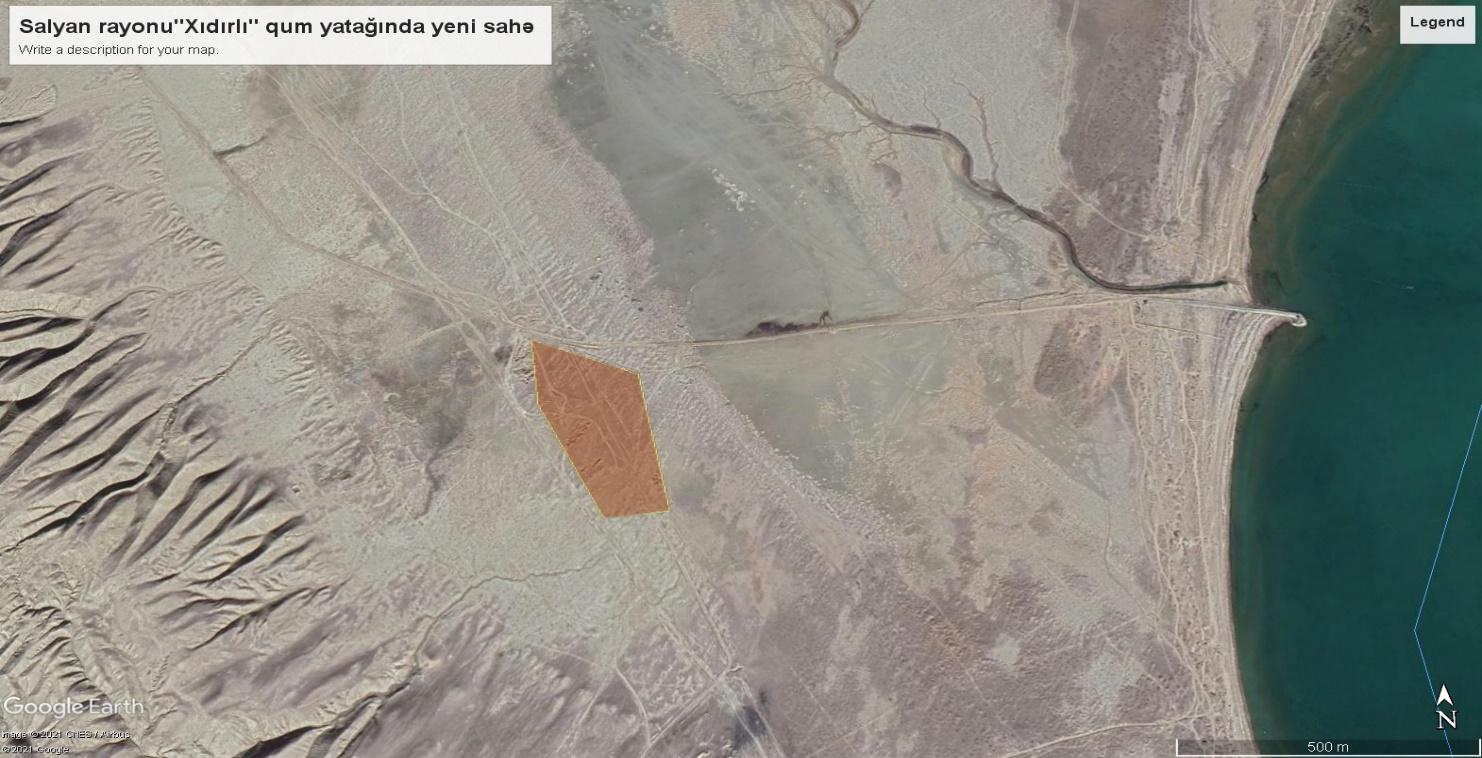 Salyan rayonu"Xıdırlı" qum yatağında yeni sahə
Write a description for your map.
Legend
Google Earth
Image © 2021 CNES / Airbus
© 2021 Google
N
500 m